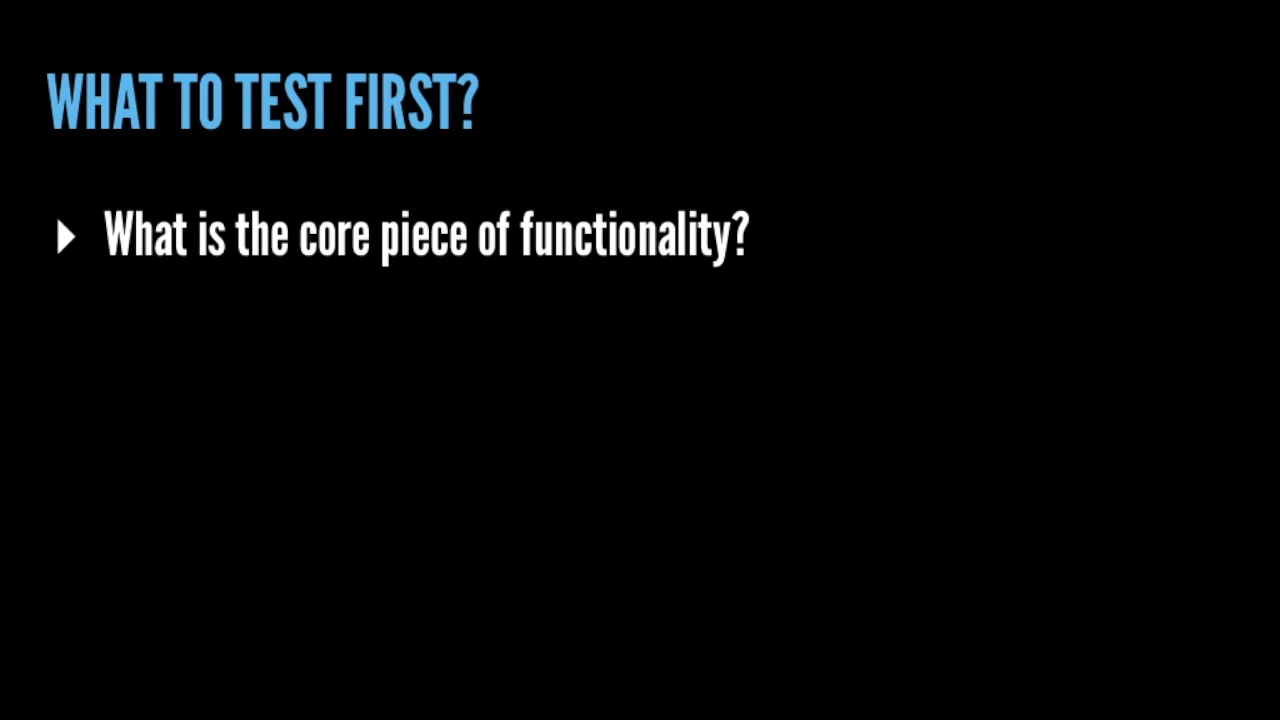 WHAT TO TEST FIRST?
What is the core piece of functionality?